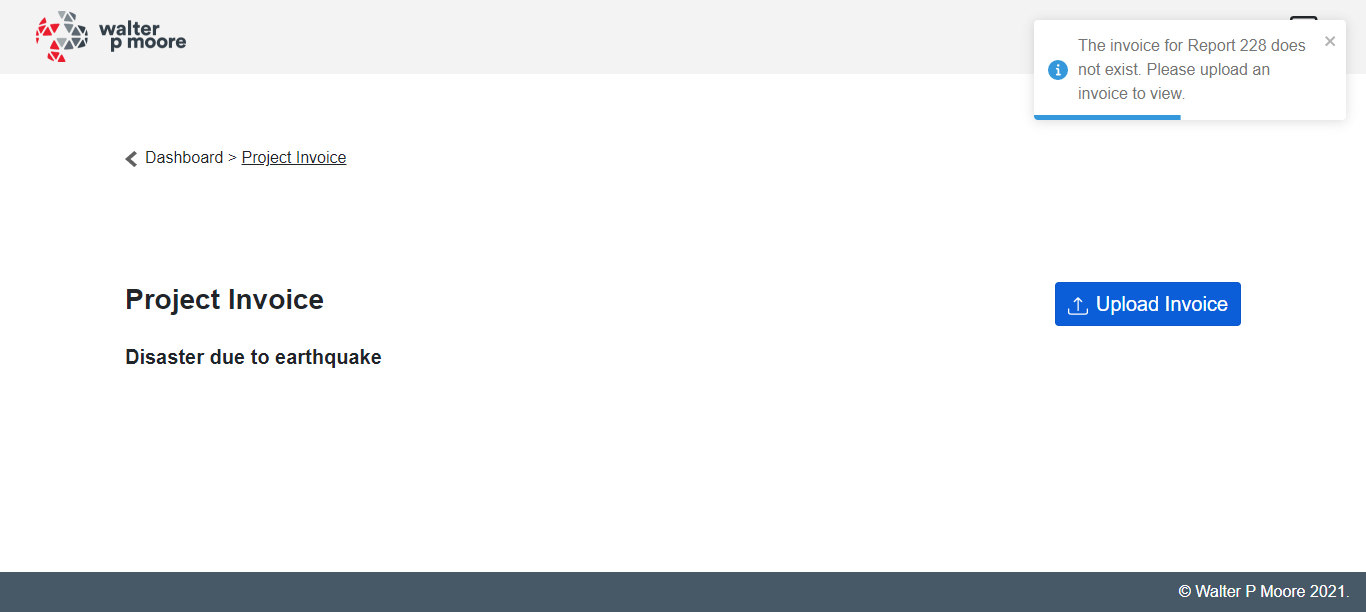 walter
p moore
The invoice for Report 228 does
not exist. Please upload an
invoice to view.
Dashboard > Project Invoice
Project Invoice
Upload Invoice
Disaster due to earthquake
© Walter P Moore 2021.